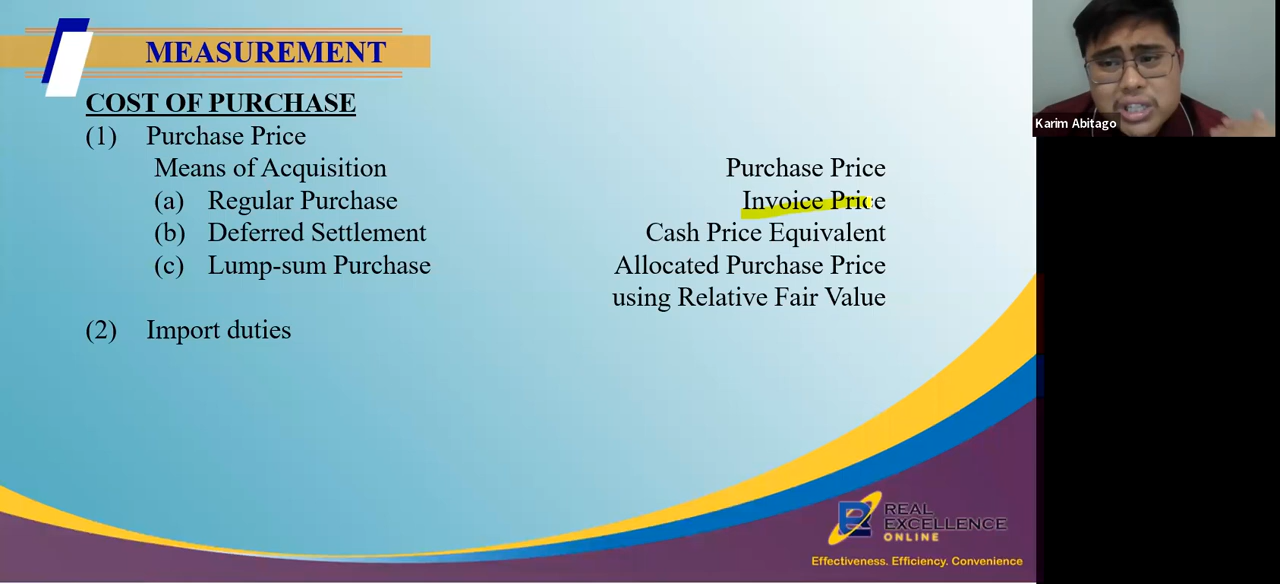 MEASUREMENT
COST OF PURCHASE
(1) Purchase Price
Means of Acquisition Purchase Price
(a) Regular Purchase Invoice Price
(b) Deferred Settlement Cash Price Equivalent
(c) Lump-sum Purchase Allocated Purchase Price
using Relative Fair Value
(2) Import duties
Karim Abitago
REAL
EXCELLENCE
ONLINE
Effectiveness. Efficiency. Convenience